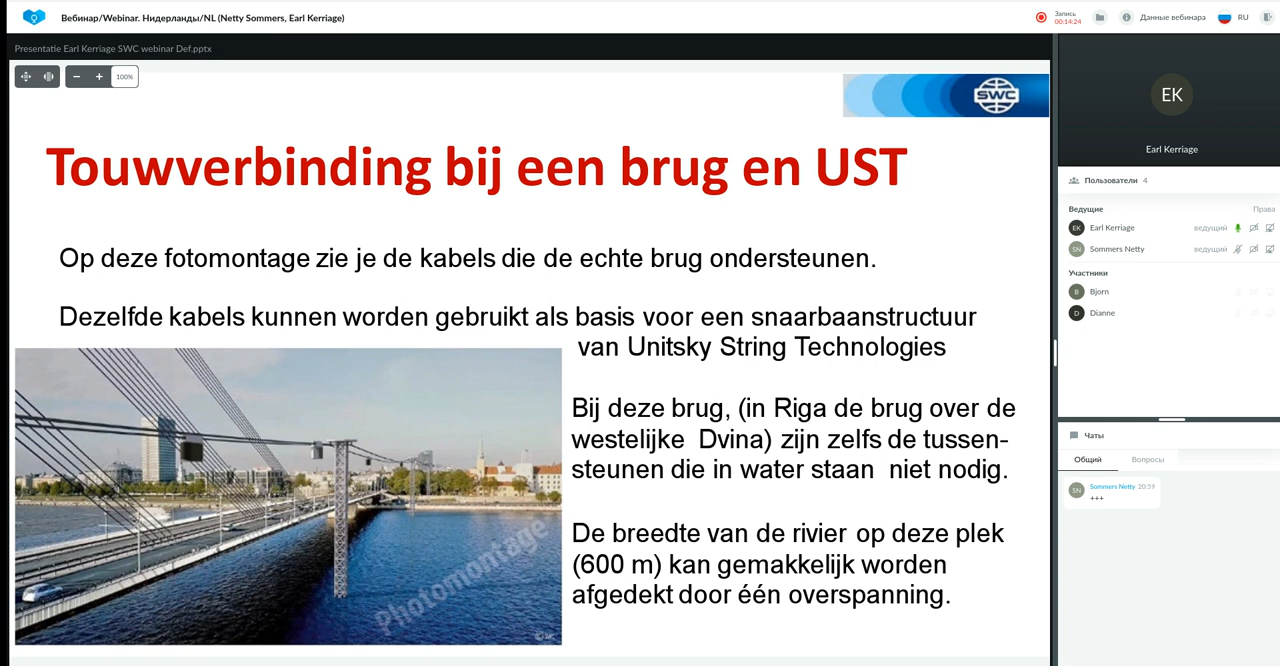 Вебинар/Webinar. Нидерланды/NL (Netty Sommers, Earl Kerriage)
Запись
00:14:24
Данные вебинара
RU
Presentatie Earl Kerriage SWC webinar Def.pptx
100%
SWC
Touwverbinding bij een brug en UST
Op deze fotomontage zie je de kabels die de echte brug ondersteunen.
Dezelfde kabels kunnen worden gebruikt als basis voor een snaarbaanstructuur
van Unitsky String Technologies
Bij deze brug, (in Riga de brug over de
westelijke Dvina) zijn zelfs de tussen-
steunen die in water staan niet nodig.
De breedte van de rivier op deze plek
(600 m) kan gemakkelijk worden
afgedekt door één overspanning.
Photomontage
EK
Earl Kerriage
Пользователи 4
Ведущие Права
EK Earl Kerriage ведущий
SN Sommers Netty ведущий
Участники
B Bjorn
D Dianne
Чаты
Общий Вопросы
SN Sommers Netty 20:59
+++